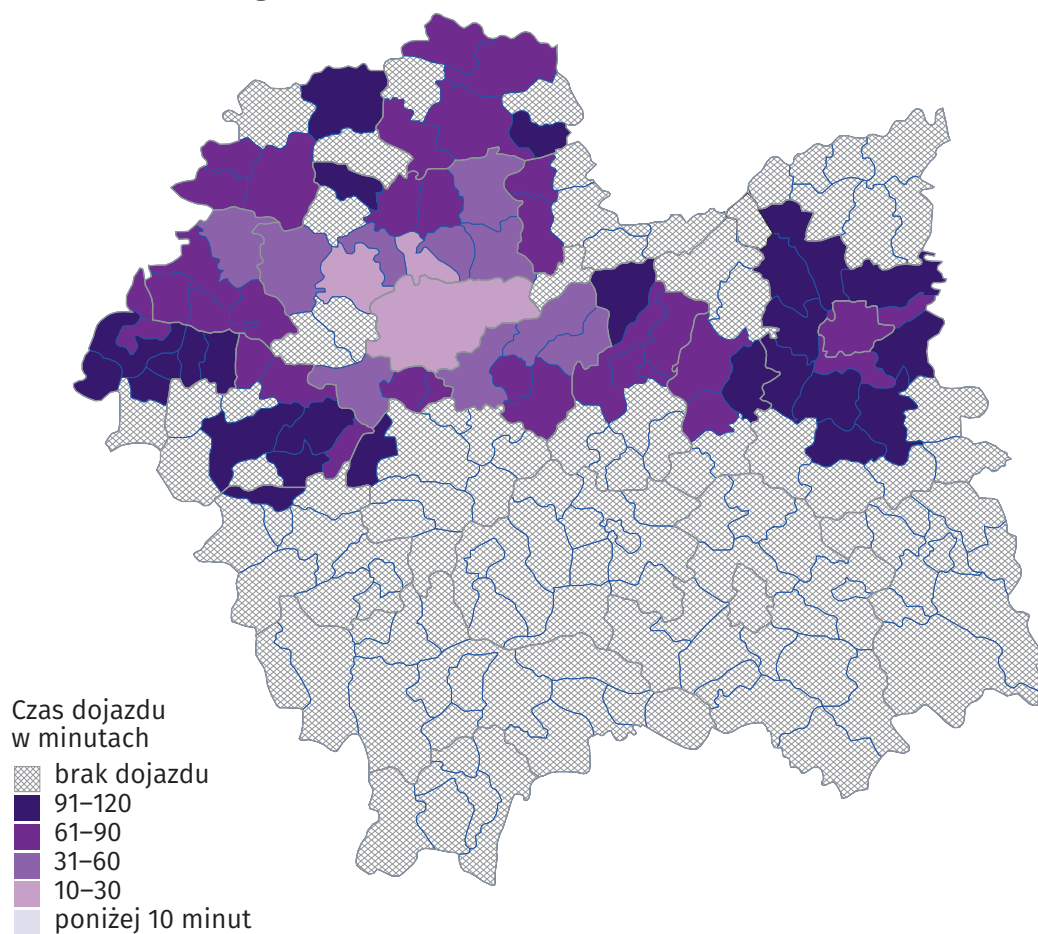 Czas dojazdu
w minutach
brak dojazdu
91–120
61–90
31–60
10–30
poniżej 10 minut